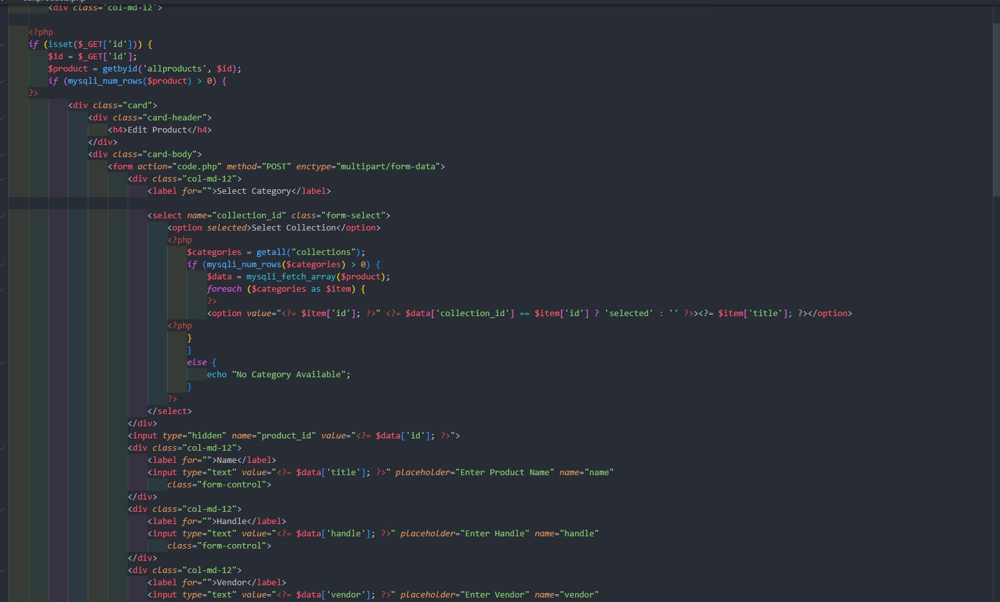 <div class="col-md-12">
<?php
if (isset($_GET['id'])) {
$id = $_GET['id'];
$product = getbyid('allproducts', $id);
if (mysqli_num_rows($product) > 0) {
?>
<div class="card">
<div class="card-header">
<h4>Edit Product</h4>
</div>
<div class="card-body">
<form action="code.php" method="POST" enctype="multipart/form-data">
<div class="col-md-12">
<label for="">Select Category</label>
<select name="collection_id" class="form-select">
<option selected>Select Collection</option>
<?php
$categories = getall("collections");
if (mysqli_num_rows($categories) > 0) {
$data = mysqli_fetch_array($product);
foreach ($categories as $item) {
?>
<option value="<?= $item['id']; ?>" <?= $data['collection_id'] == $item['id'] ? 'selected' : '' ?>><?= $item['title']; ?></option>
<?php
}
}
else {
echo "No Category Available";
}
?>
</select>
</div>
<input type="hidden" name="product_id" value="<?= $data['id']; ?>">
<div class="col-md-12">
<label for="">Name</label>
<input type="text" value="<?= $data['title']; ?>" placeholder="Enter Product Name" name="name"
class="form-control">
</div>
<div class="col-md-12">
<label for="">Handle</label>
<input type="text" value="<?= $data['handle']; ?>" placeholder="Enter Handle" name="handle"
class="form-control">
</div>
<div class="col-md-12">
<label for="">Vendor</label>
<input type="text" value="<?= $data['vendor']; ?>" placeholder="Enter Vendor" name="vendor"